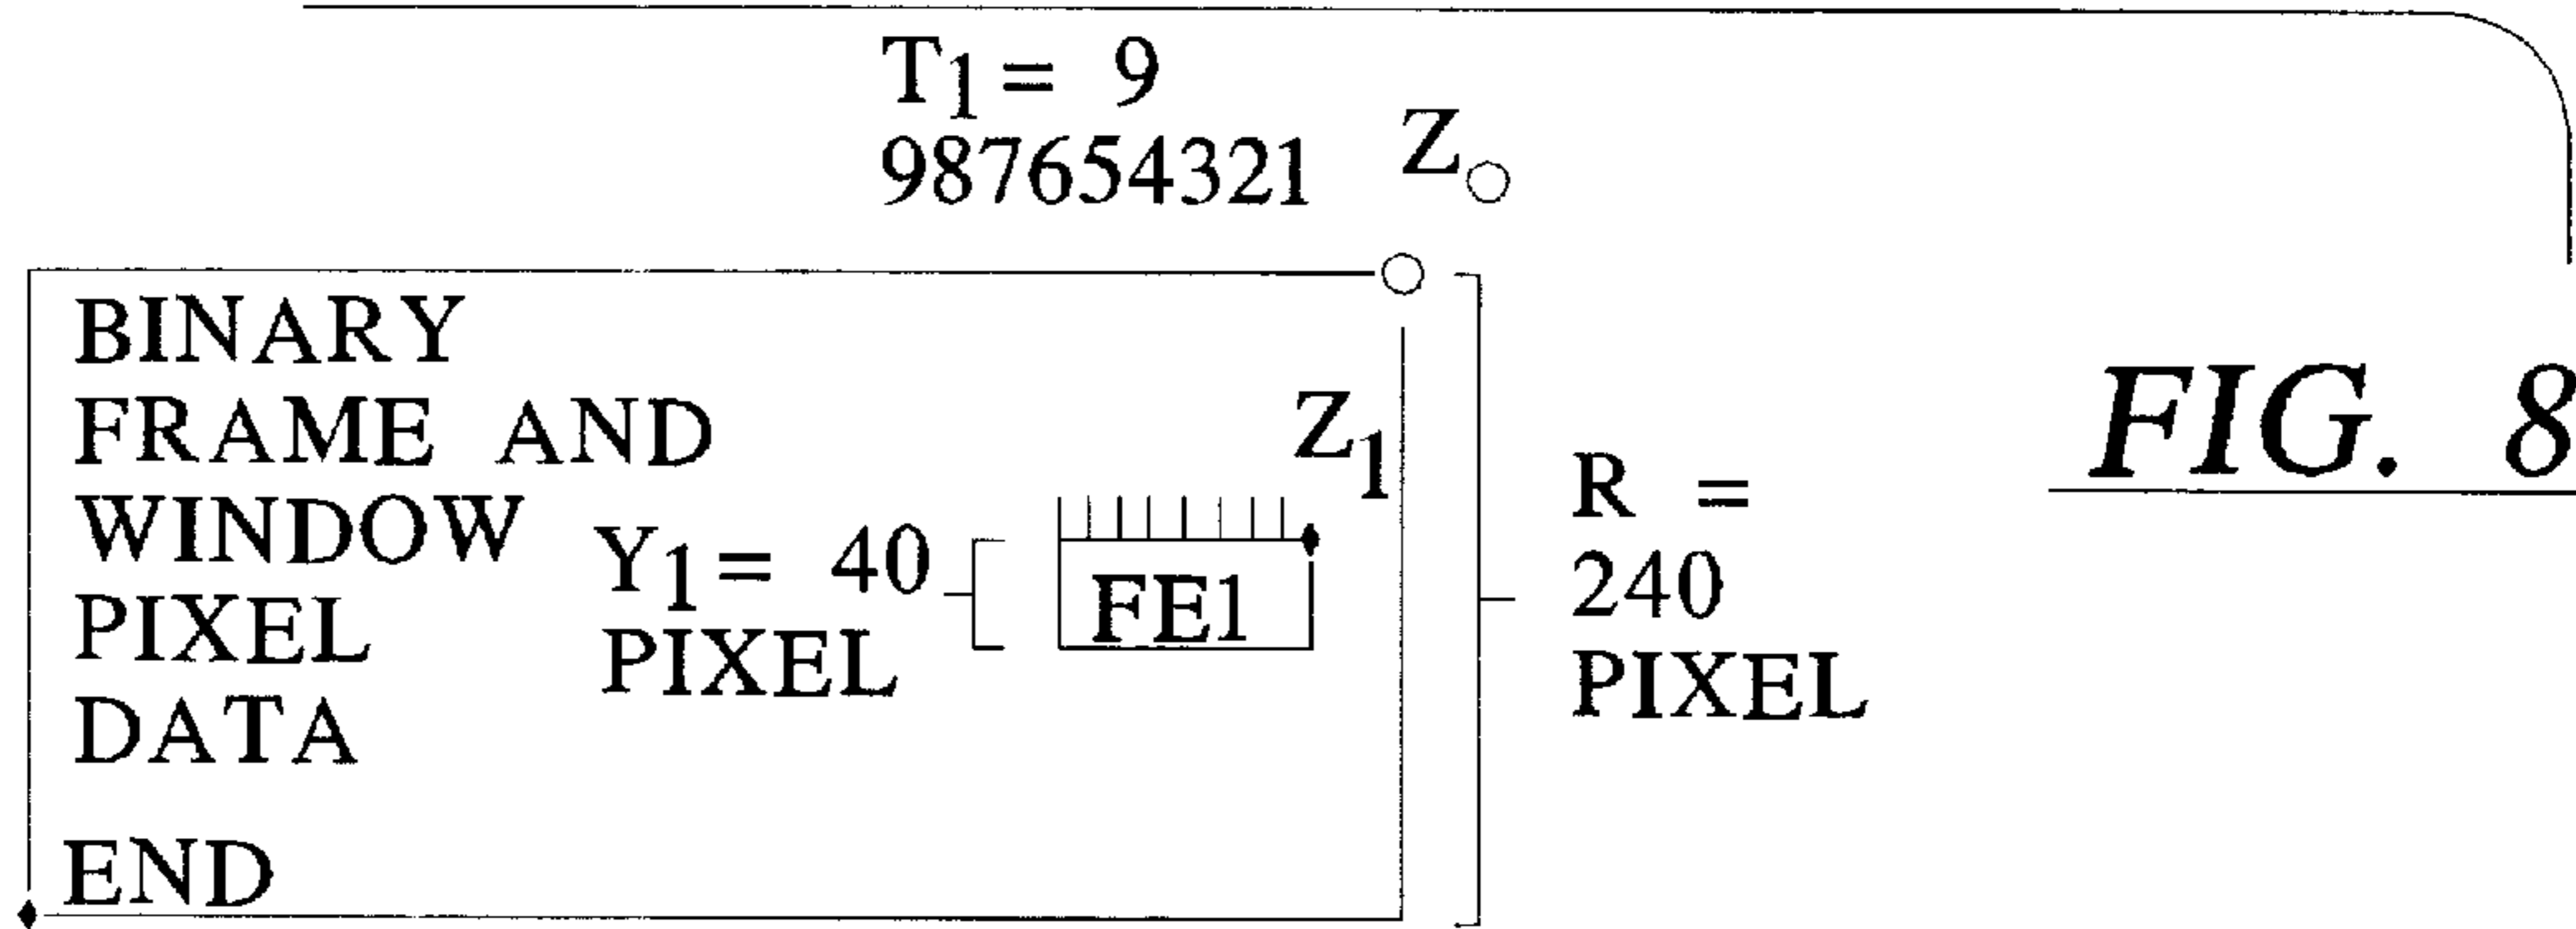 T1 = 9
987654321 Z○
BINARY
FRAME AND
WINDOW
PIXEL
DATA
END
Z1
Y1 = 40
PIXEL
FE1
R =
240
PIXEL
FIG. 8